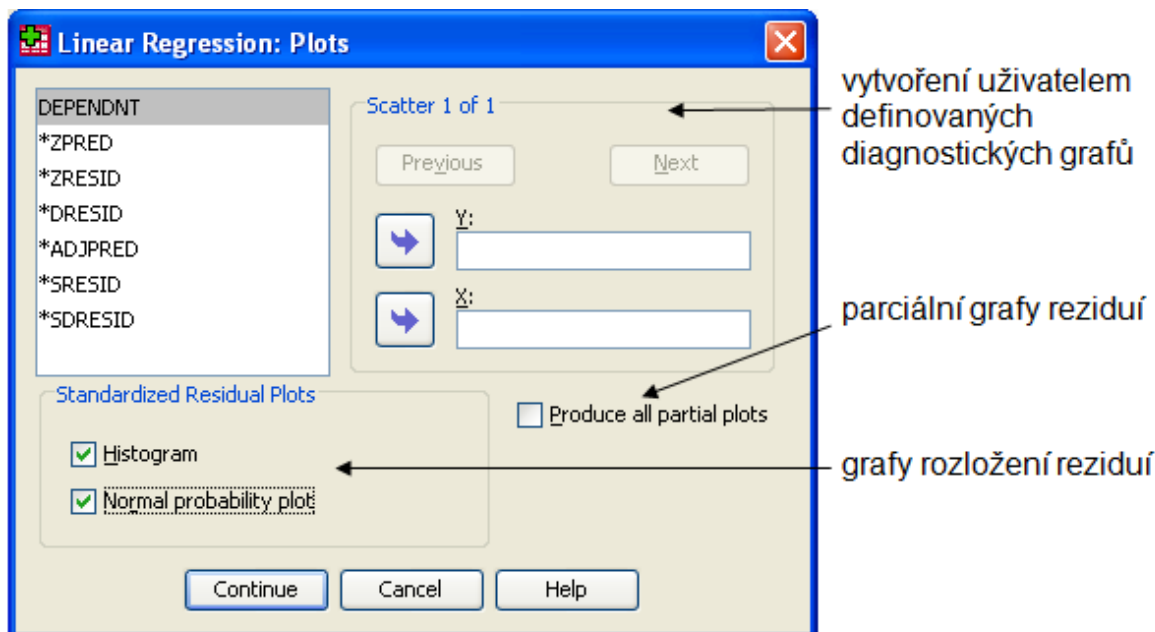 Linear Regression: Plots
DEPENDNT
*ZPRED
*ZRESID
*DRESID
*ADJPRED
*SRESID
*SDRESID
Scatter 1 of 1
Previous
Next
Y:
X:
Standardized Residual Plots
Histogram
Normal probability plot
Produce all partial plots
Continue
Cancel
Help
vytvoření uživatelem
definovaných
diagnostických grafů
parciální grafy reziduí
grafy rozložení reziduí